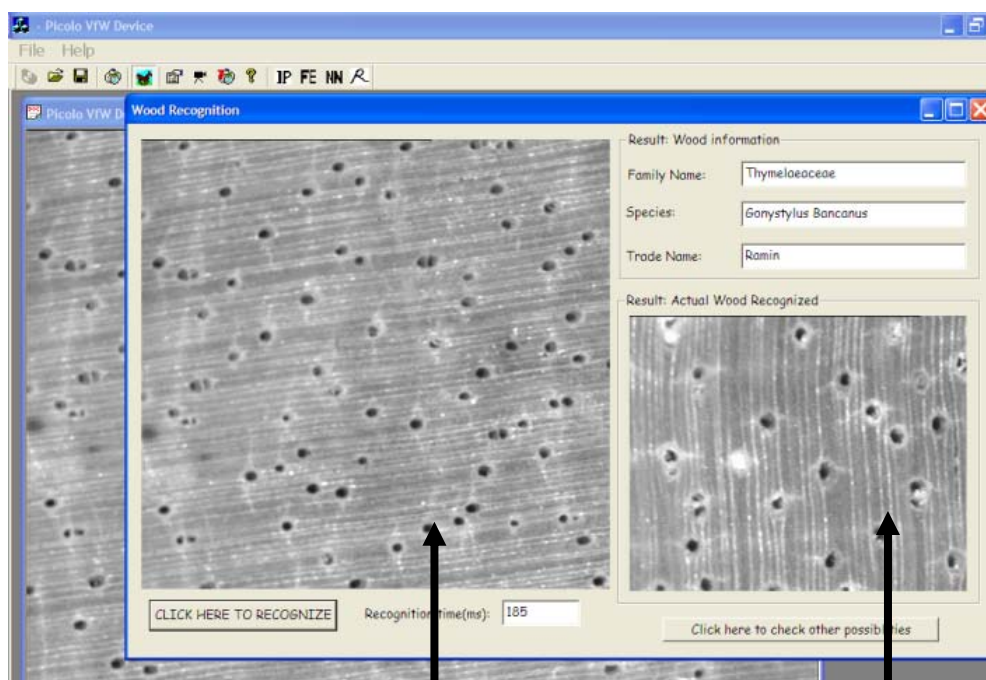 - Picolo VfW Device
File Help
IP FE NN R
Picolo VfW D
Wood Recognition
Result: Wood information
Family Name: Thymelaeaceae
Species: Gonystylus Bancanus
Trade Name: Ramin
Result: Actual Wood Recognized
CLICK HERE TO RECOGNIZE
Recognition time(ms): 185
Click here to check other possibilities